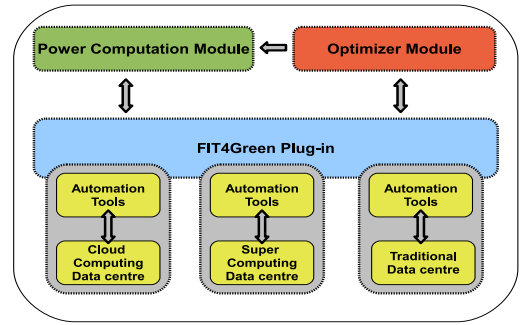 Power Computation Module
Optimizer Module
FIT4Green Plug-in
Automation
Tools
Cloud
Computing
Data centre
Automation
Tools
Super
Computing
Data centre
Automation
Tools
Traditional
Data centre